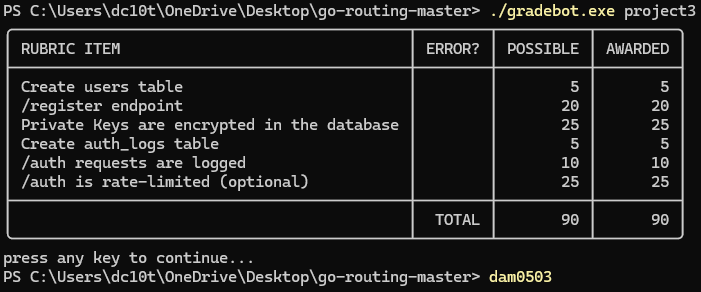 PS C:\Users\dc10t\OneDrive\Desktop\go-routing-master> ./gradebot.exe project3
RUBRIC ITEM ERROR? POSSIBLE AWARDED
Create users table 5 5
/register endpoint 20 20
Private Keys are encrypted in the database 25 25
Create auth_logs table 5 5
/auth requests are logged 10 10
/auth is rate-limited (optional) 25 25
TOTAL 90 90
press any key to continue...
PS C:\Users\dc10t\OneDrive\Desktop\go-routing-master> dam0503